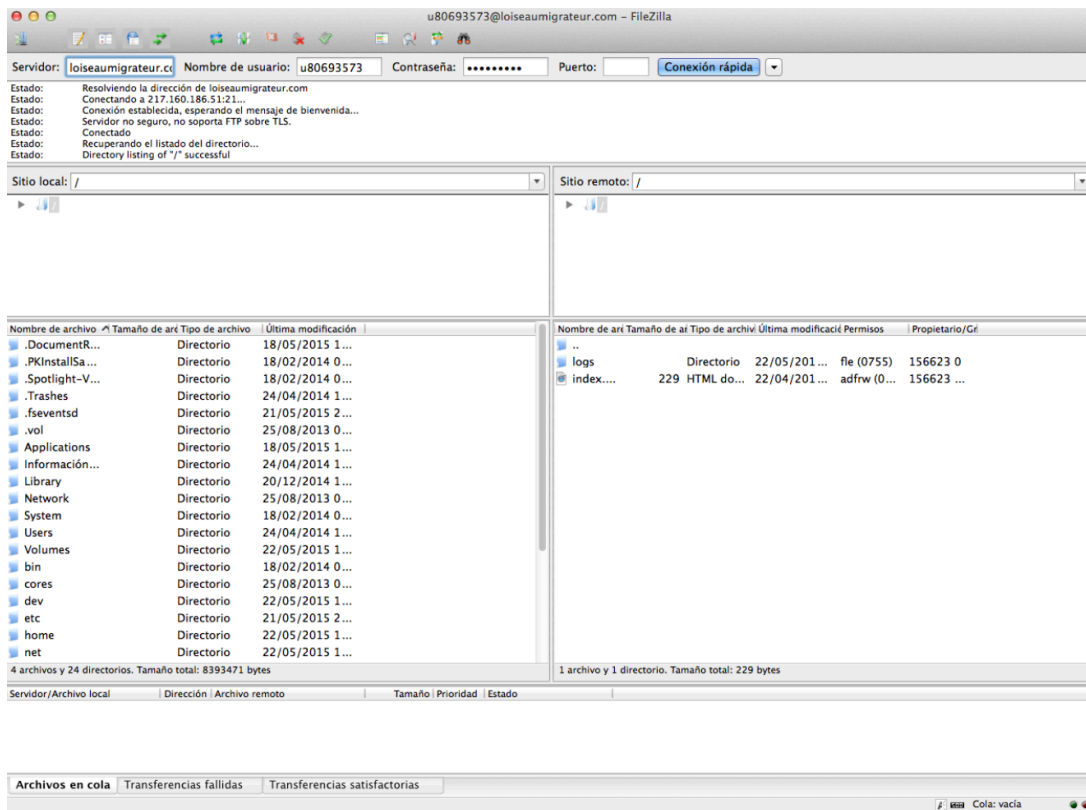 u80693573@loiseaumigrateur.com – FileZilla
Servidor: loiseaumigrateur.cc Nombre de usuario: u80693573 Contraseña: ••••••••• Puerto: Conexión rápida
Estado: Resolviendo la dirección de loiseaumigrateur.com
Estado: Conectando a 217.160.186.51:21...
Estado: Conexión establecida, esperando el mensaje de bienvenida...
Estado: Servidor no seguro, no soporta FTP sobre TLS.
Estado: Conectado
Estado: Recuperando el listado del directorio...
Estado: Directory listing of "/" successful
Sitio local: /
/
Sitio remoto: /
/
Nombre de archivo Tamaño de arc Tipo de archivo Última modificación
.DocumentR... Directorio 18/05/2015 1...
.PKInstallSa... Directorio 18/02/2014 0...
.Spotlight-V... Directorio 18/02/2014 0...
.Trashes Directorio 24/04/2014 1...
.fseventsd Directorio 21/05/2015 2...
.vol Directorio 25/08/2013 0...
Applications Directorio 18/05/2015 1...
Información... Directorio 24/04/2014 1...
Library Directorio 20/12/2014 1...
Network Directorio 25/08/2013 0...
System Directorio 18/02/2014 0...
Users Directorio 24/04/2014 1...
Volumes Directorio 22/05/2015 1...
bin Directorio 18/02/2014 0...
cores Directorio 25/08/2013 0...
dev Directorio 22/05/2015 1...
etc Directorio 21/05/2015 2...
home Directorio 22/05/2015 1...
net Directorio 22/05/2015 1...
4 archivos y 24 directorios. Tamaño total: 8393471 bytes
Nombre de arc Tamaño de ar Tipo de archiv Última modificació Permisos Propietario/Gr
..
logs Directorio 22/05/201... fle (0755) 156623 0
index.... 229 HTML do... 22/04/201... adfrw (0... 156623 ...
1 archivo y 1 directorio. Tamaño total: 229 bytes
Servidor/Archivo local Dirección Archivo remoto Tamaño Prioridad Estado
Archivos en cola Transferencias fallidas Transferencias satisfactorias
Cola: vacía